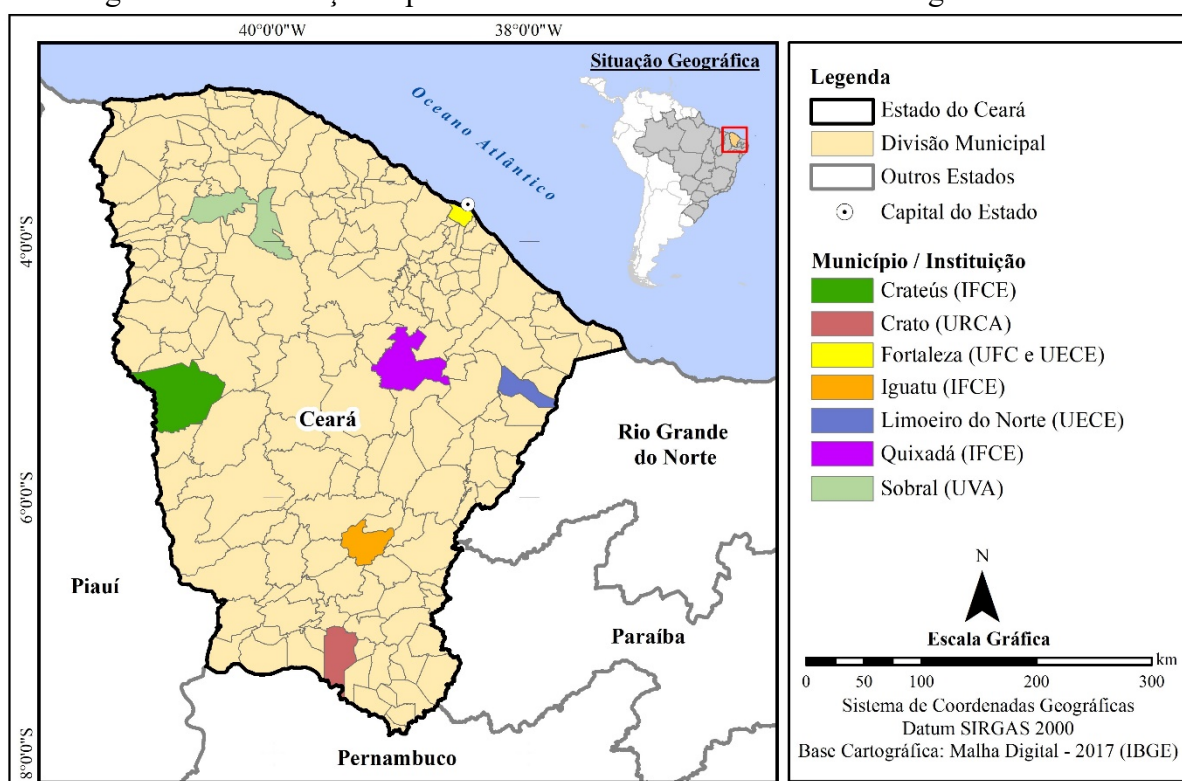 40°0'0"W
38°0'0"W
Situação Geográfica
Oceano Atlântico
4°0'0"S
6°0'0"S
8°0'0"S
Ceará
Rio Grande
do Norte
Piauí
Paraíba
Pernambuco
Legenda
Estado do Ceará
Divisão Municipal
Outros Estados
Capital do Estado
Município / Instituição
Crateús (IFCE)
Crato (URCA)
Fortaleza (UFC e UECE)
Iguatu (IFCE)
Limoeiro do Norte (UECE)
Quixadá (IFCE)
Sobral (UVA)
N
Escala Gráfica
km
0 50 100 200 300
Sistema de Coordenadas Geográficas
Datum SIRGAS 2000
Base Cartográfica: Malha Digital - 2017 (IBGE)